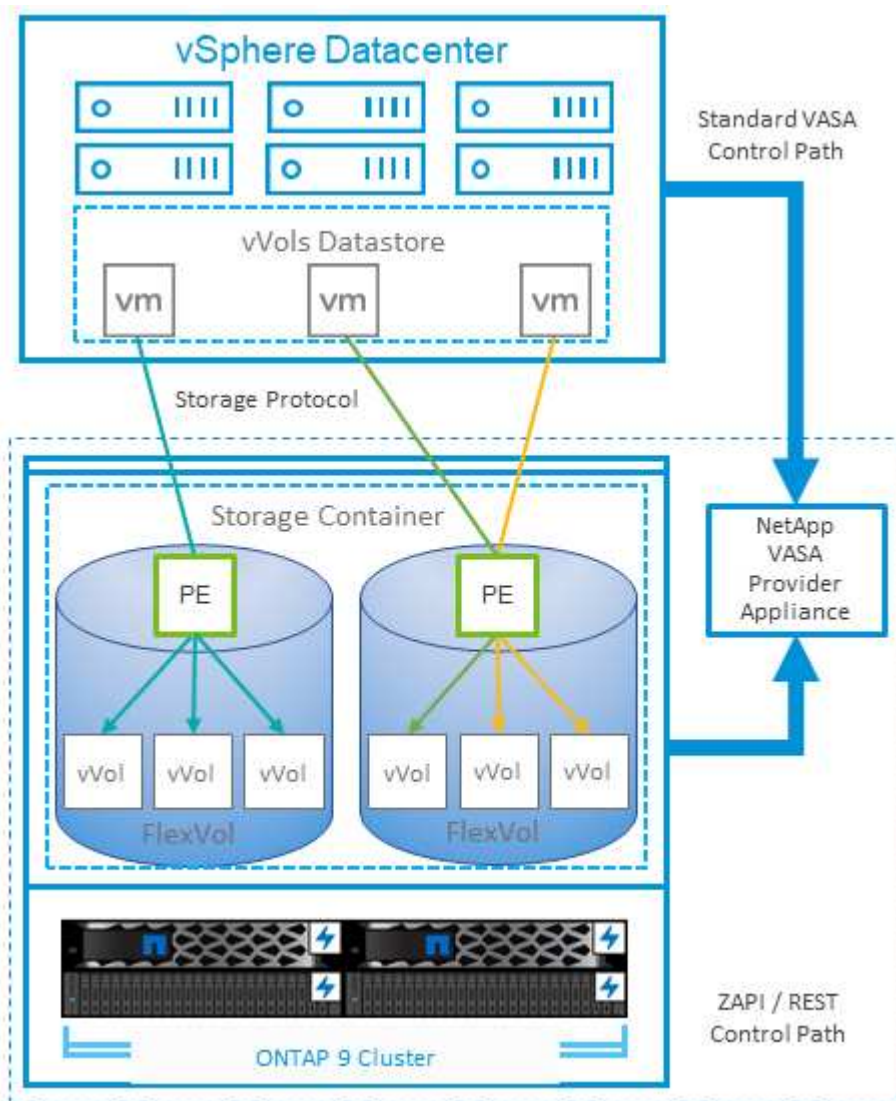 vSphere Datacenter
Standard VASA
Control Path
vVols Datastore
vm
vm
vm
Storage Protocol
Storage Container
NetApp
VASA
Provider
Appliance
PE
PE
vVol
vVol
vVol
vVol
vVol
vVol
FlexVol
FlexVol
ZAPI / REST
Control Path
ONTAP 9 Cluster